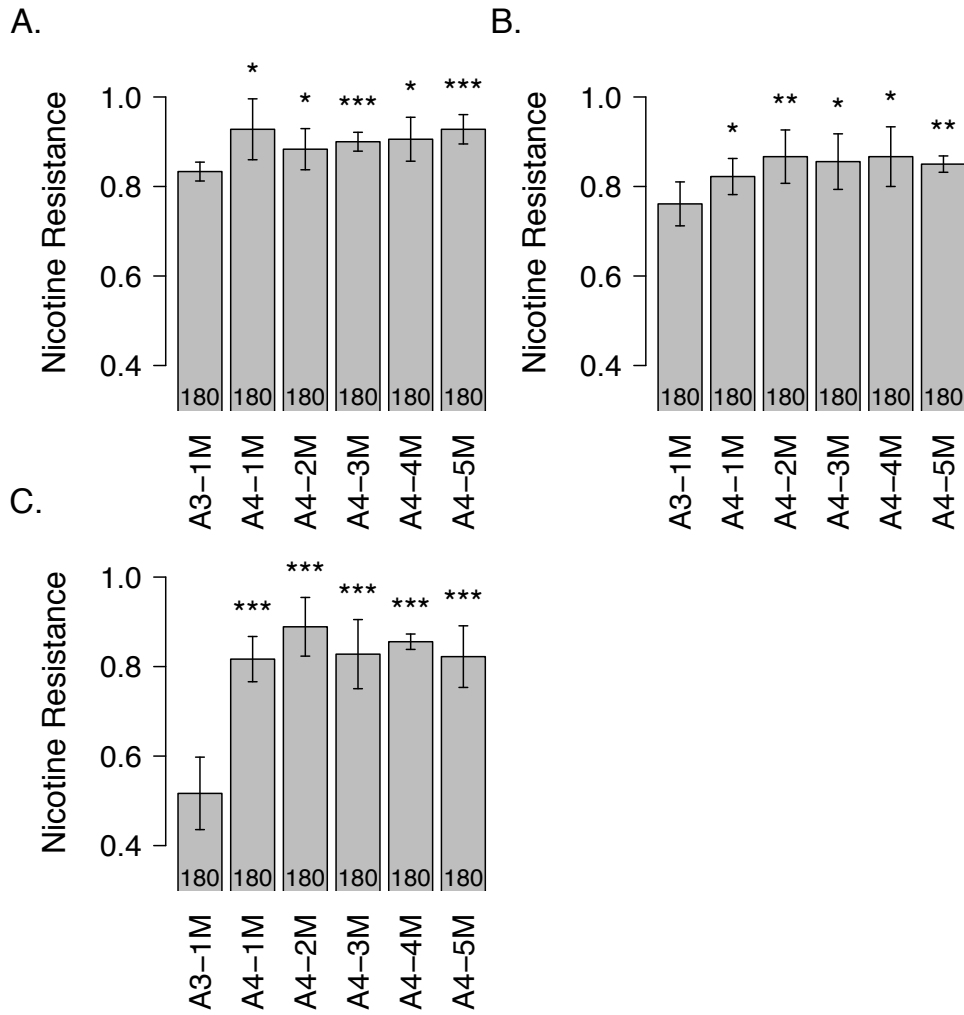 A.
Nicotine Resistance
1.0
0.8
0.6
0.4
* * *** * ***
180 180 180 180 180 180
A3−1M A4−1M A4−2M A4−3M A4−4M A4−5M
B.
Nicotine Resistance
1.0
0.8
0.6
0.4
* ** * * **
180 180 180 180 180 180
A3−1M A4−1M A4−2M A4−3M A4−4M A4−5M
C.
Nicotine Resistance
1.0
0.8
0.6
0.4
*** *** *** *** ***
180 180 180 180 180 180
A3−1M A4−1M A4−2M A4−3M A4−4M A4−5M